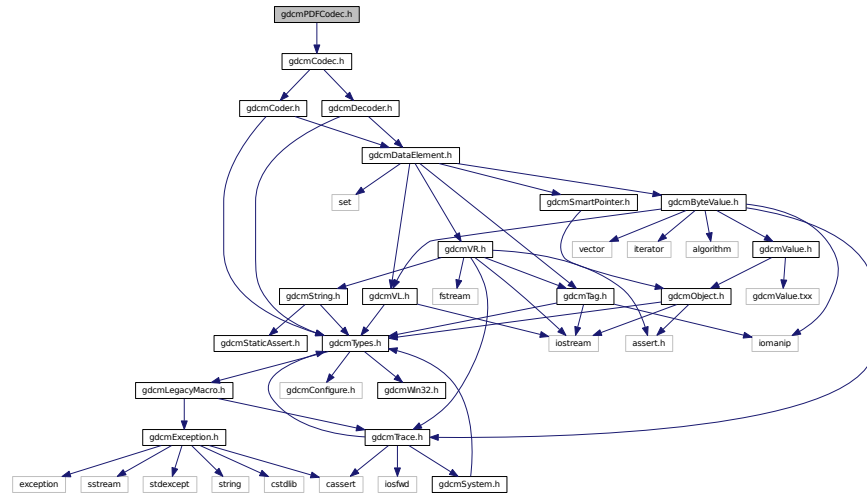 gdcmPDFCodec.h
gdcmCodec.h
gdcmCoder.h
gdcmDecoder.h
gdcmDataElement.h
set
gdcmSmartPointer.h
gdcmByteValue.h
gdcmVR.h
vector
iterator
algorithm
gdcmValue.h
gdcmString.h
gdcmVL.h
fstream
gdcmTag.h
gdcmObject.h
gdcmValue.txx
gdcmStaticAssert.h
gdcmTypes.h
iostream
assert.h
iomanip
gdcmLegacyMacro.h
gdcmConfigure.h
gdcmWin32.h
gdcmException.h
gdcmTrace.h
exception
sstream
stdexcept
string
cstdlib
cassert
iosfwd
gdcmSystem.h